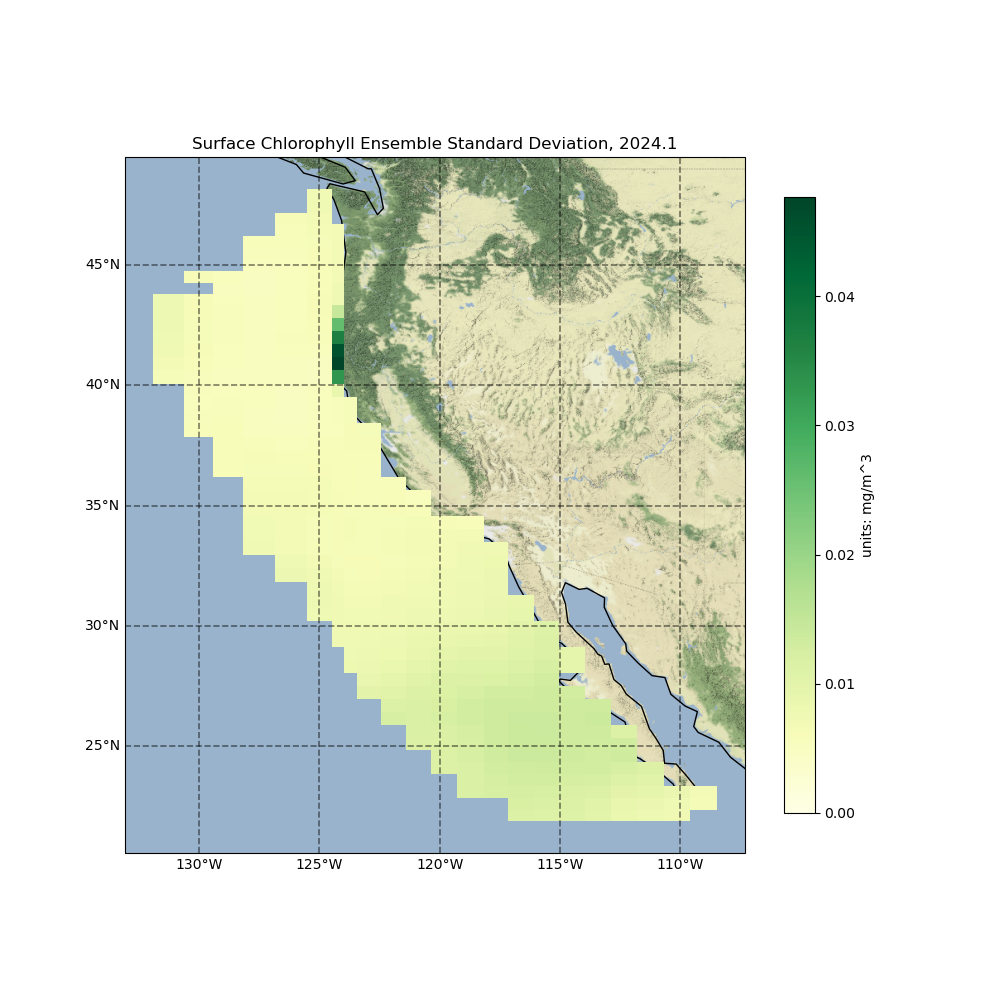 Surface Chlorophyll Ensemble Standard Deviation, 2024.1
45°N
40°N
35°N
30°N
25°N
130°W
125°W
120°W
115°W
110°W
0.04
0.03
0.02
0.01
0.00
units: mg/m^3